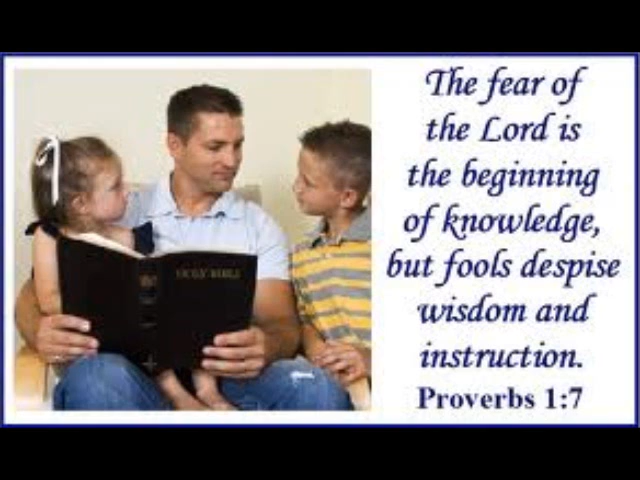 The fear of
the Lord is
the beginning
of knowledge,
but fools despise
wisdom and
instruction.
Proverbs 1:7
HOLY BIBLE